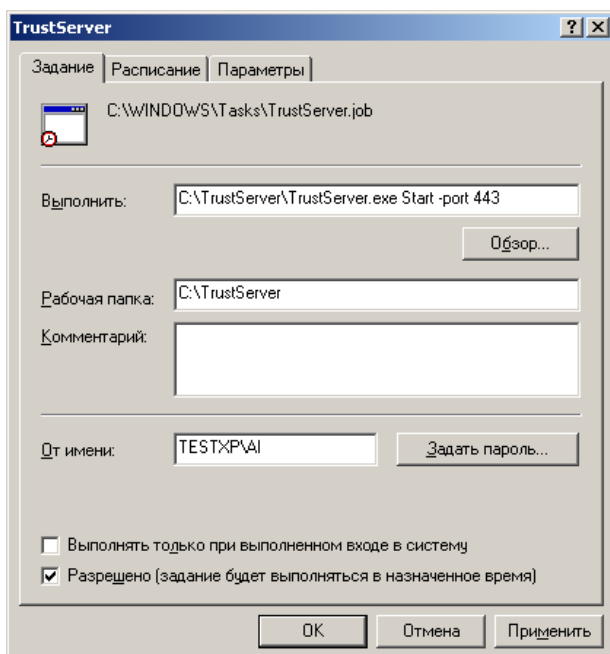 TrustServer
Задание
Расписание
Параметры
C:\WINDOWS\Tasks\TrustServer.job
Выполнить: C:\TrustServer\TrustServer.exe Start -port 443
Обзор...
Рабочая папка: C:\TrustServer
Комментарий:
От имени: TESTXP\AI Задать пароль...
Выполнять только при выполненном входе в систему
Разрешено (задание будет выполняться в назначенное время)
OK Отмена Применить